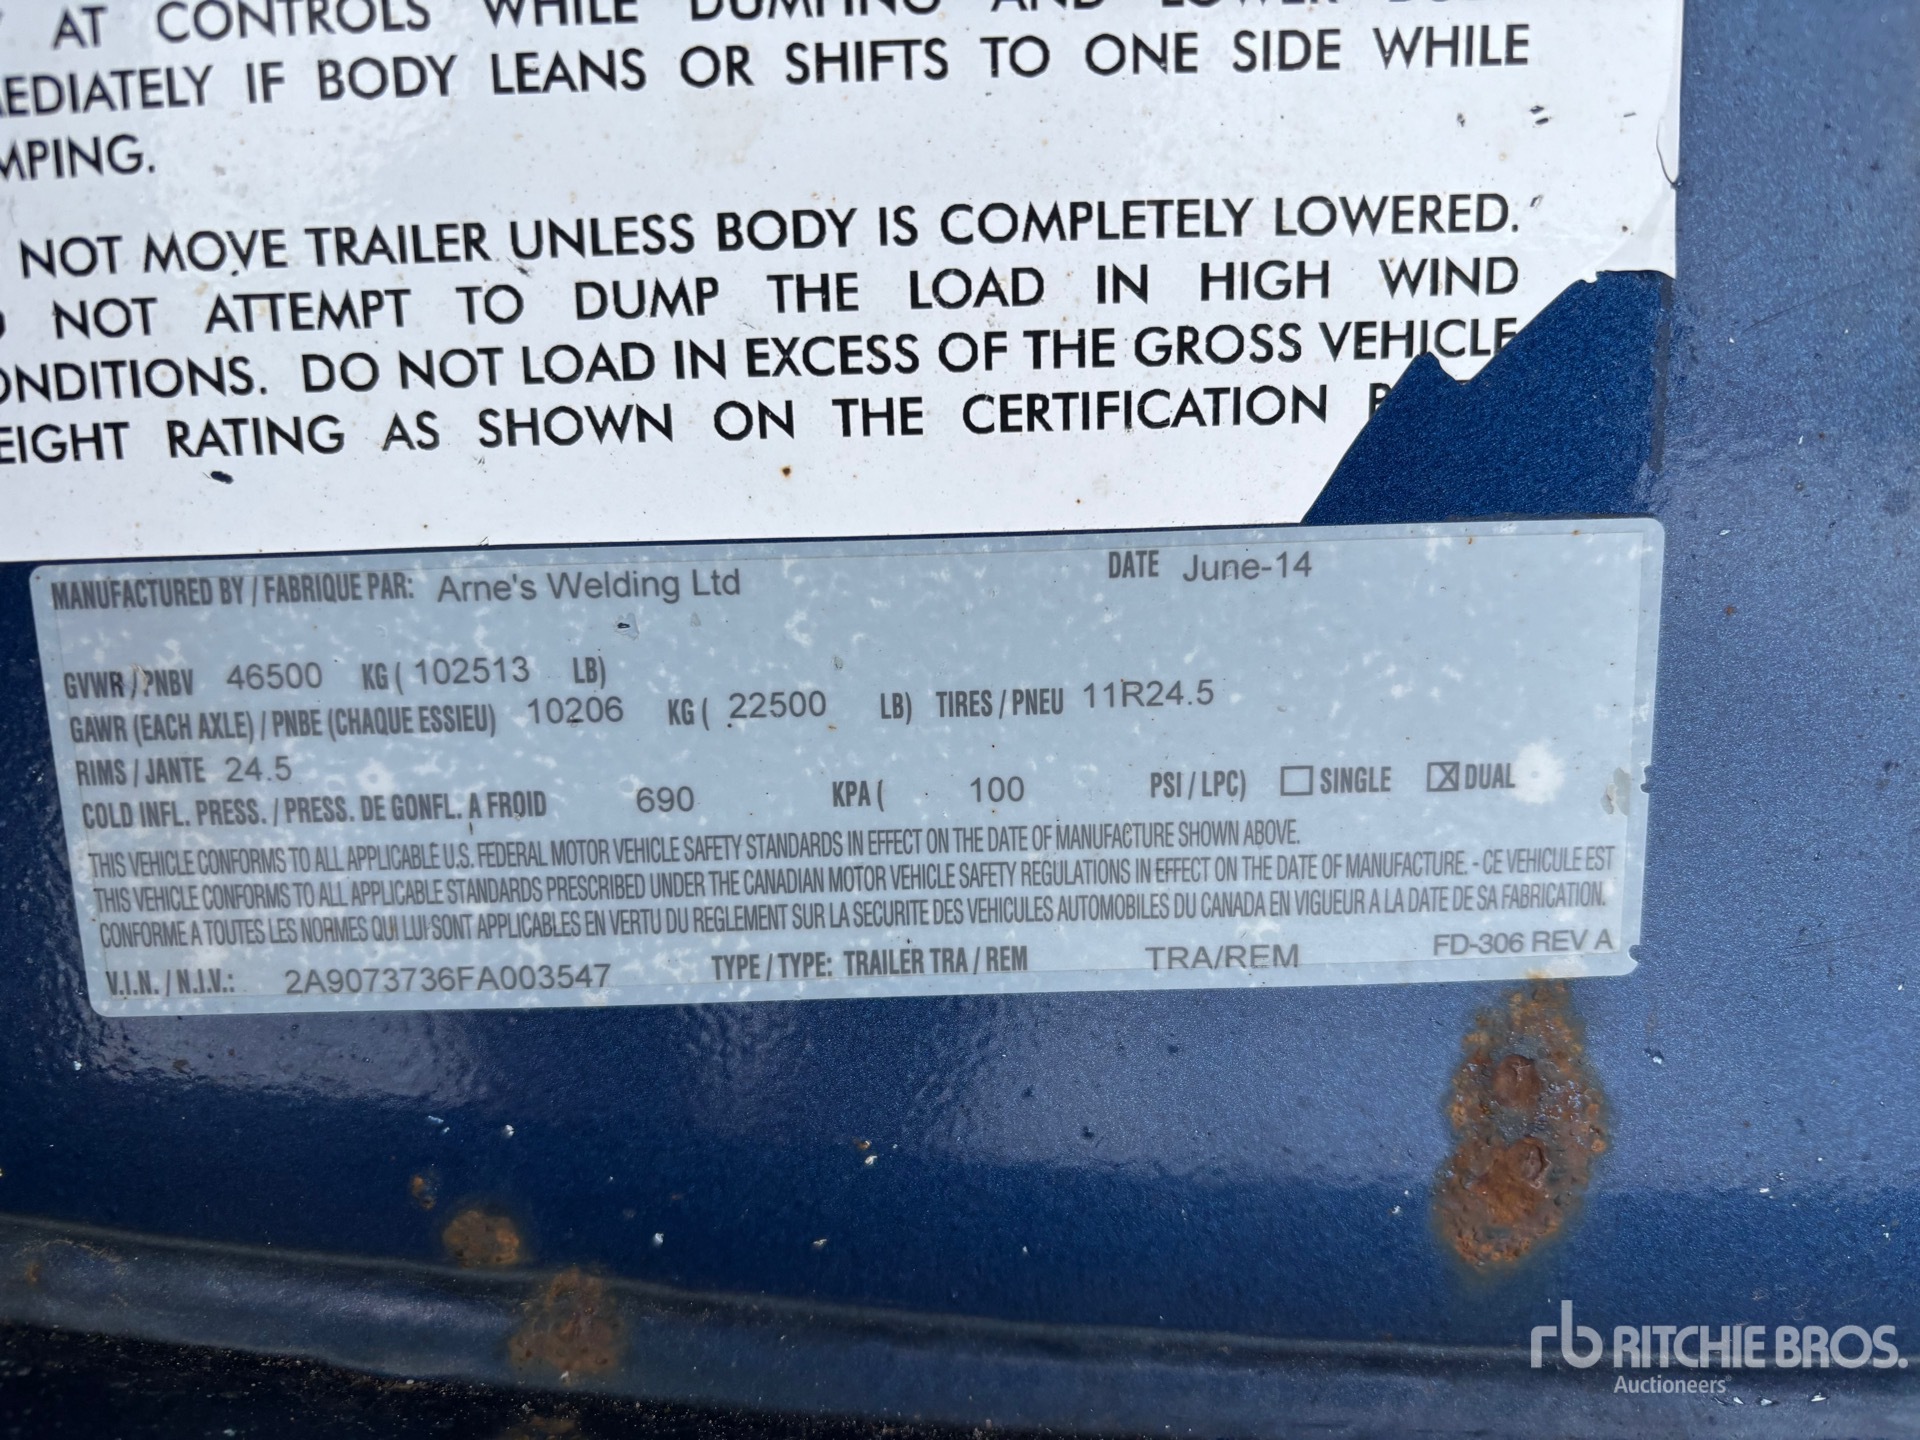 AT CONTROLS WHILE DUMPING AND LOWER
MEDIATELY IF BODY LEANS OR SHIFTS TO ONE SIDE WHILE
MPING.
NOT MOVE TRAILER UNLESS BODY IS COMPLETELY LOWERED.
NOT ATTEMPT TO DUMP THE LOAD IN HIGH WIND
ONDITIONS. DO NOT LOAD IN EXCESS OF THE GROSS VEHICLE
EIGHT RATING AS SHOWN ON THE CERTIFICATION
MANUFACTURED BY / FABRIQUE PAR: Arne's Welding Ltd DATE June-14
GVWR / PNBV 46500 KG ( 102513 LB)
GAWR (EACH AXLE) / PNBE (CHAQUE ESSIEU) 10206 KG ( 22500 LB) TIRES / PNEU 11R24.5
RIMS / JANTE 24.5
COLD INFL. PRESS. / PRESS. DE GONFL. A FROID 690 KPA ( 100 PSI / LPC) ☐ SINGLE ☒ DUAL
THIS VEHICLE CONFORMS TO ALL APPLICABLE U.S. FEDERAL MOTOR VEHICLE SAFETY STANDARDS IN EFFECT ON THE DATE OF MANUFACTURE SHOWN ABOVE.
THIS VEHICLE CONFORMS TO ALL APPLICABLE STANDARDS PRESCRIBED UNDER THE CANADIAN MOTOR VEHICLE SAFETY REGULATIONS IN EFFECT ON THE DATE OF MANUFACTURE. - CE VEHICULE EST
CONFORME A TOUTES LES NORMES QUI LUI SONT APPLICABLES EN VERTU DU REGLEMENT SUR LA SECURITE DES VEHICULES AUTOMOBILES DU CANADA EN VIGUEUR A LA DATE DE SA FABRICATION.
V.I.N. / N.I.V.: 2A9073736FA003547 TYPE / TYPE: TRAILER TRA / REM TRA/REM FD-306 REV A
rb RITCHIE BROS.
Auctioneers